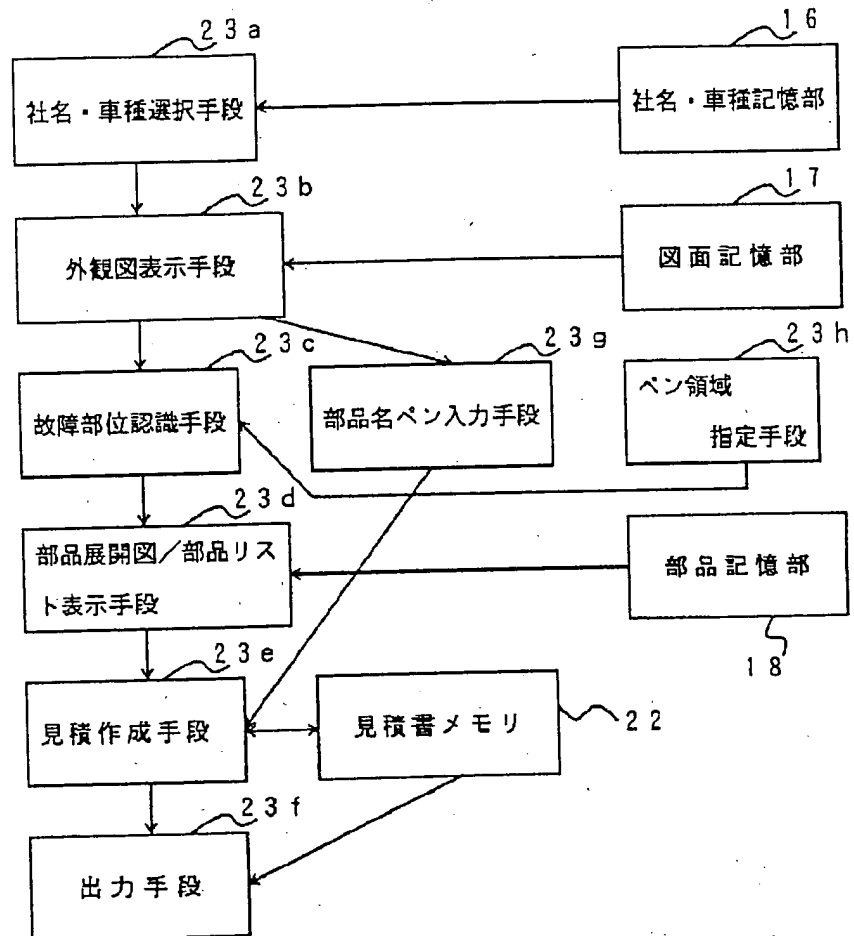 23a
16
社名・車種選択手段
社名・車種記憶部
23b
17
外観図表示手段
図面記憶部
23c
23g
23h
故障部位認識手段
部品名ペン入力手段
ペン領域
指定手段
23d
部品展開図/部品リス
ト表示手段
部品記憶部
18
23e
見積作成手段
見積書メモリ
22
23f
出力手段